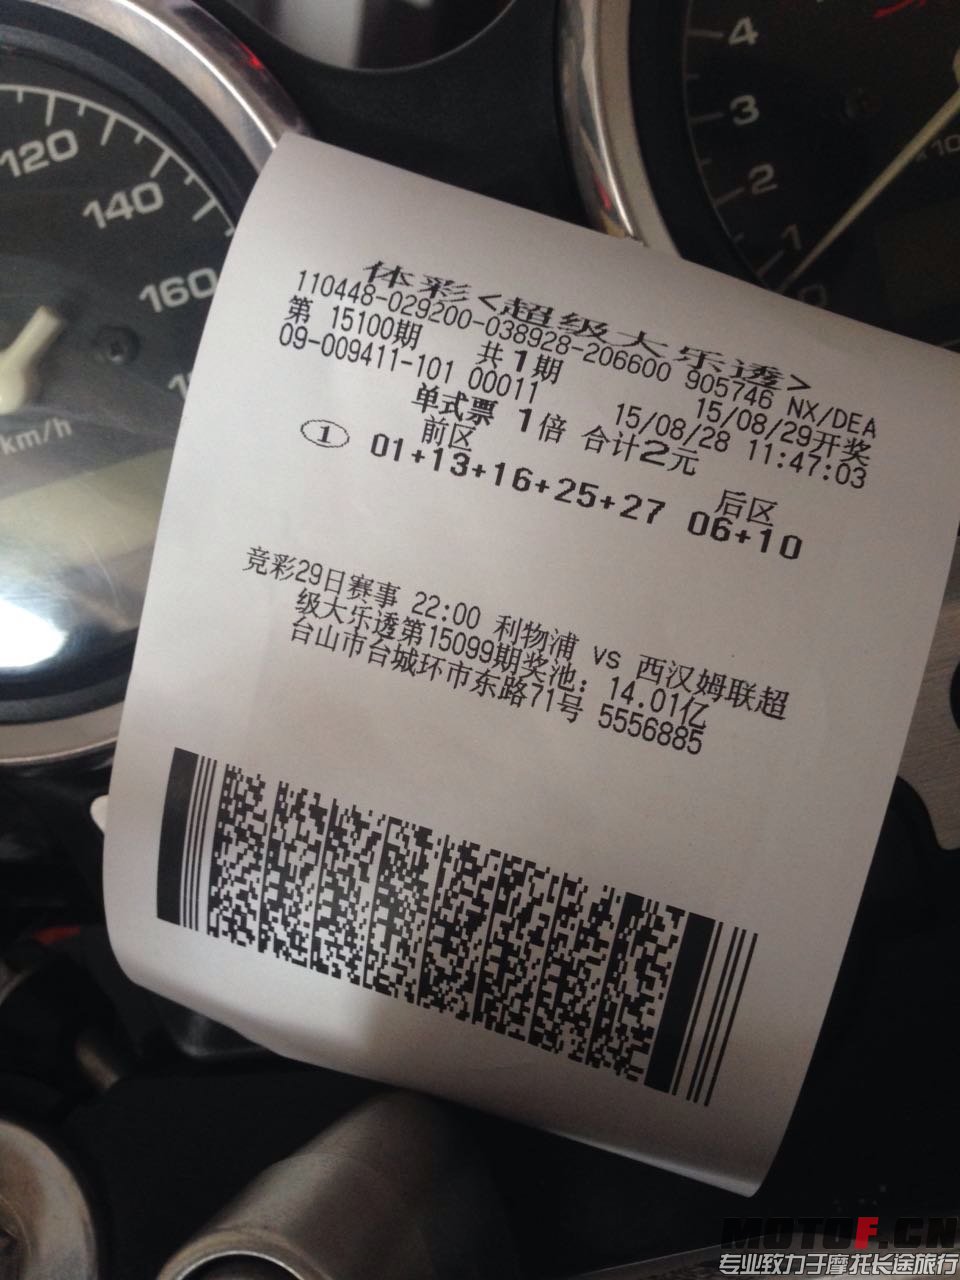 120
140
160
km/h
4
3
2
1
0
体彩<超级大乐透>
110448-029200-038928-206600 905746 NX/DEA
第 15100期 共1期 15/08/29开奖
09-009411-101 00011 15/08/28 11:47:03
单式票 1倍 合计2元
前区 后区
① 01+13+16+25+27 06+10
竞彩29日赛事 22:00 利物浦 vs 西汉姆联超
级大乐透第15099期奖池: 14.01亿
台山市台城环市东路71号 5556885
MOTOF.CN
专业致力于摩托长途旅行